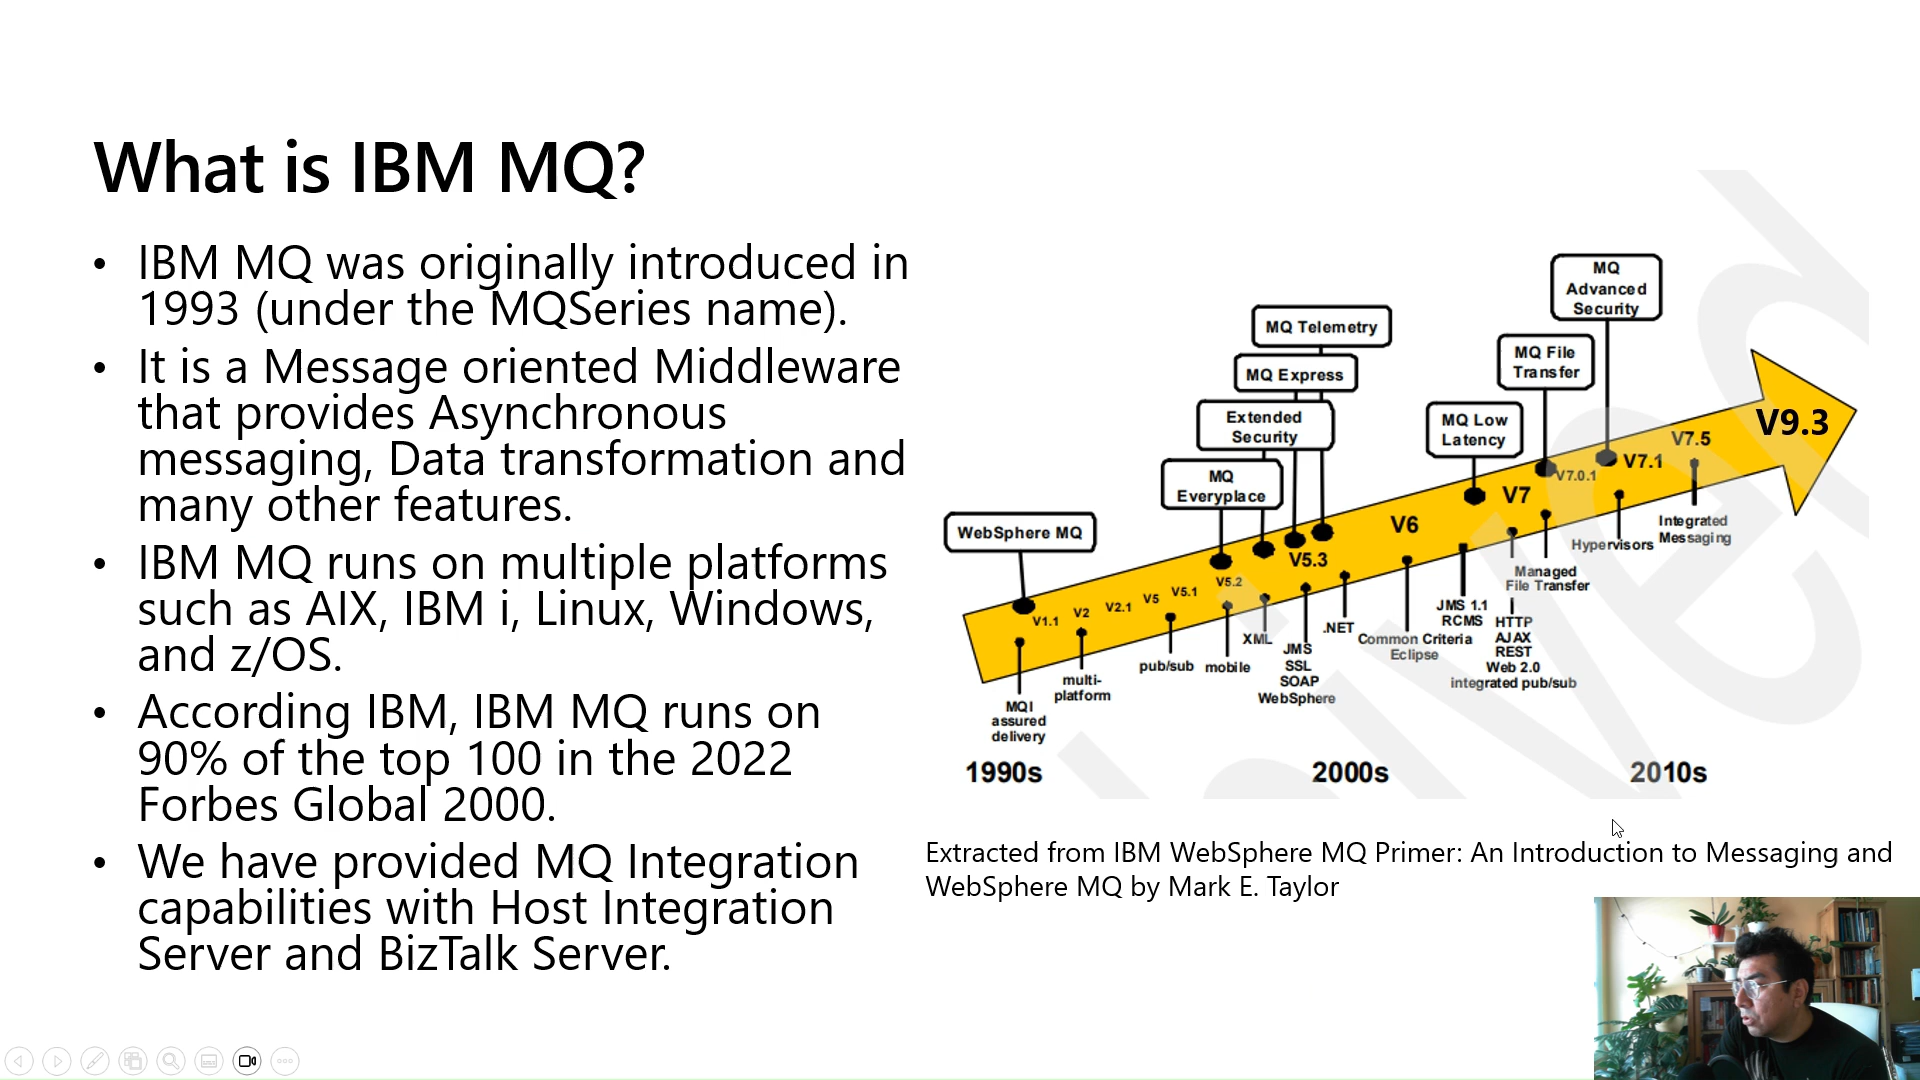 What is IBM MQ?
• IBM MQ was originally introduced in
1993 (under the MQSeries name).
• It is a Message oriented Middleware
that provides Asynchronous
messaging, Data transformation and
many other features.
• IBM MQ runs on multiple platforms
such as AIX, IBM i, Linux, Windows,
and z/OS.
• According IBM, IBM MQ runs on
90% of the top 100 in the 2022
Forbes Global 2000.
• We have provided MQ Integration
capabilities with Host Integration
Server and BizTalk Server.
MQ
Advanced
Security
MQ Telemetry
MQ File
Transfer
MQ Express
Extended
Security
MQ Low
Latency
MQ
Everyplace
WebSphere MQ
V1.1
V2
V2.1
V5
V5.1
V5.2
V5.3
V6
V7
V7.0.1
V7.1
V7.5
V9.3
MQI
assured
delivery
multi-
platform
pub/sub
mobile
XML
JMS
SSL
SOAP
WebSphere
.NET
Common Criteria
Eclipse
JMS 1.1
RCMS
HTTP
AJAX
REST
Web 2.0
integrated pub/sub
Managed
File Transfer
Hypervisors
Integrated
Messaging
1990s
2000s
2010s
Extracted from IBM WebSphere MQ Primer: An Introduction to Messaging and
WebSphere MQ by Mark E. Taylor